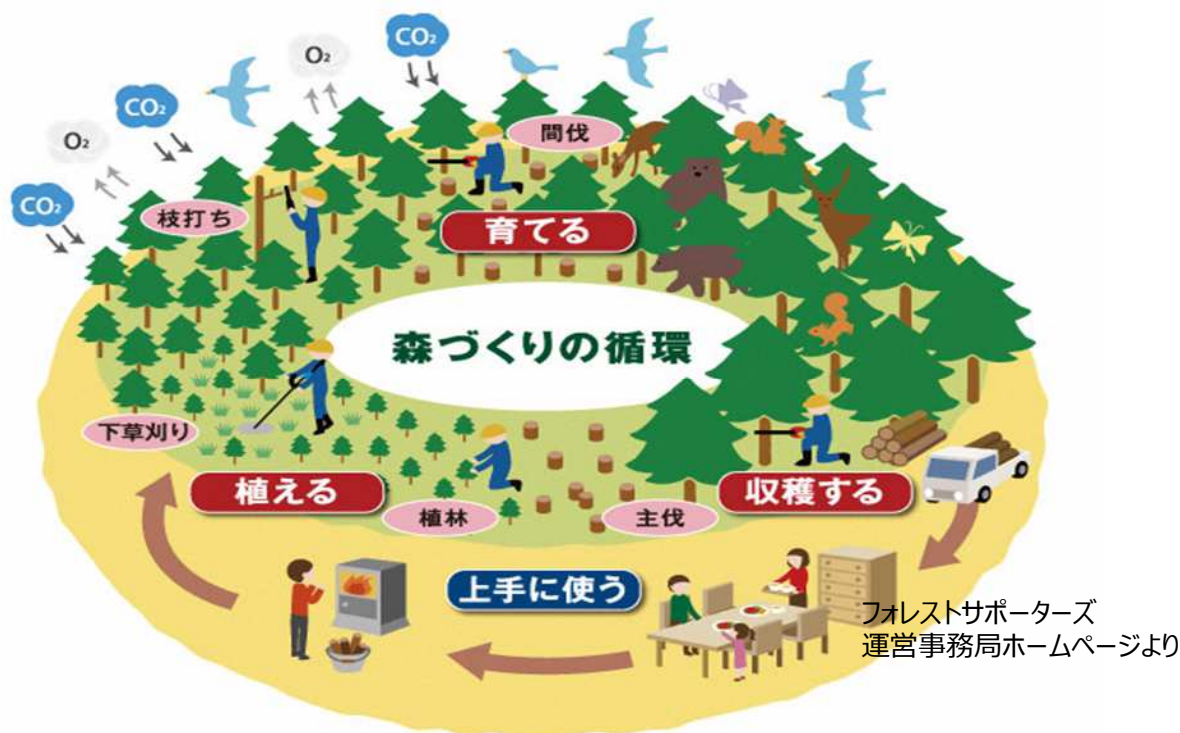 CO₂
O₂
CO₂
O₂
CO₂
間伐
枝打ち
育てる
森づくりの循環
下草刈り
植える
植林
主伐
収穫する
上手に使う
フォレストサポーターズ
運営事務局ホームページより